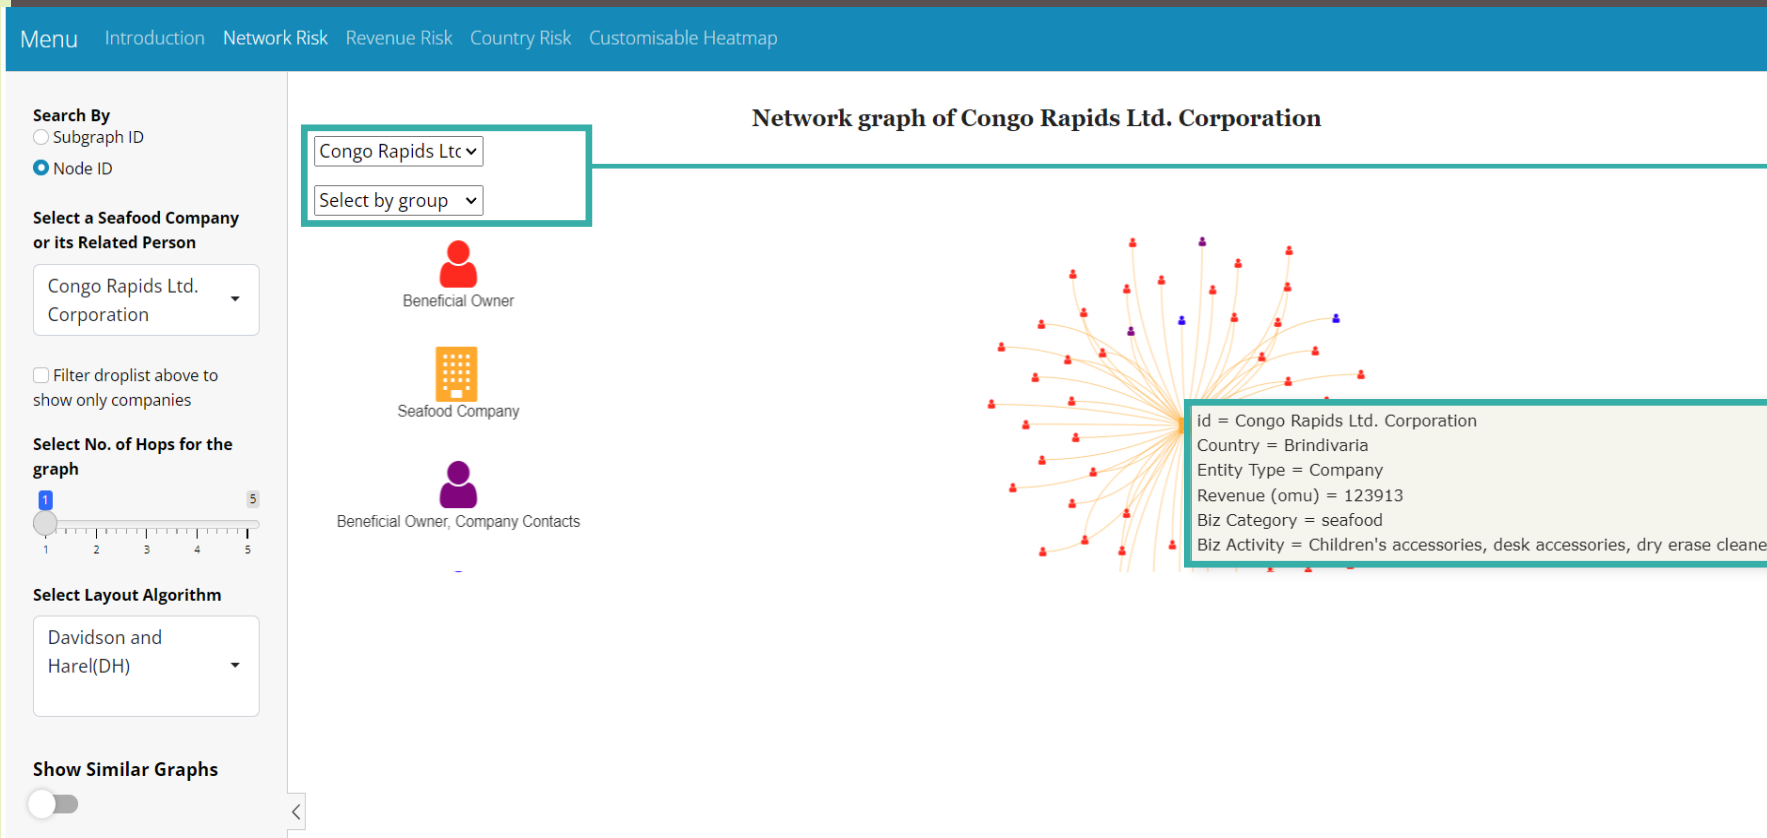 Menu Introduction Network Risk Revenue Risk Country Risk Customisable Heatmap
Search By
Subgraph ID
Node ID
Select a Seafood Company
or its Related Person
Congo Rapids Ltd.
Corporation
Filter droplist above to
show only companies
Select No. of Hops for the
graph
1 5
1 2 3 4 5
Select Layout Algorithm
Davidson and
Harel(DH)
Show Similar Graphs
Network graph of Congo Rapids Ltd. Corporation
Congo Rapids Ltc
Select by group
Beneficial Owner
Seafood Company
Beneficial Owner, Company Contacts
id = Congo Rapids Ltd. Corporation
Country = Brindivaria
Entity Type = Company
Revenue (omu) = 123913
Biz Category = seafood
Biz Activity = Children's accessories, desk accessories, dry erase cleane